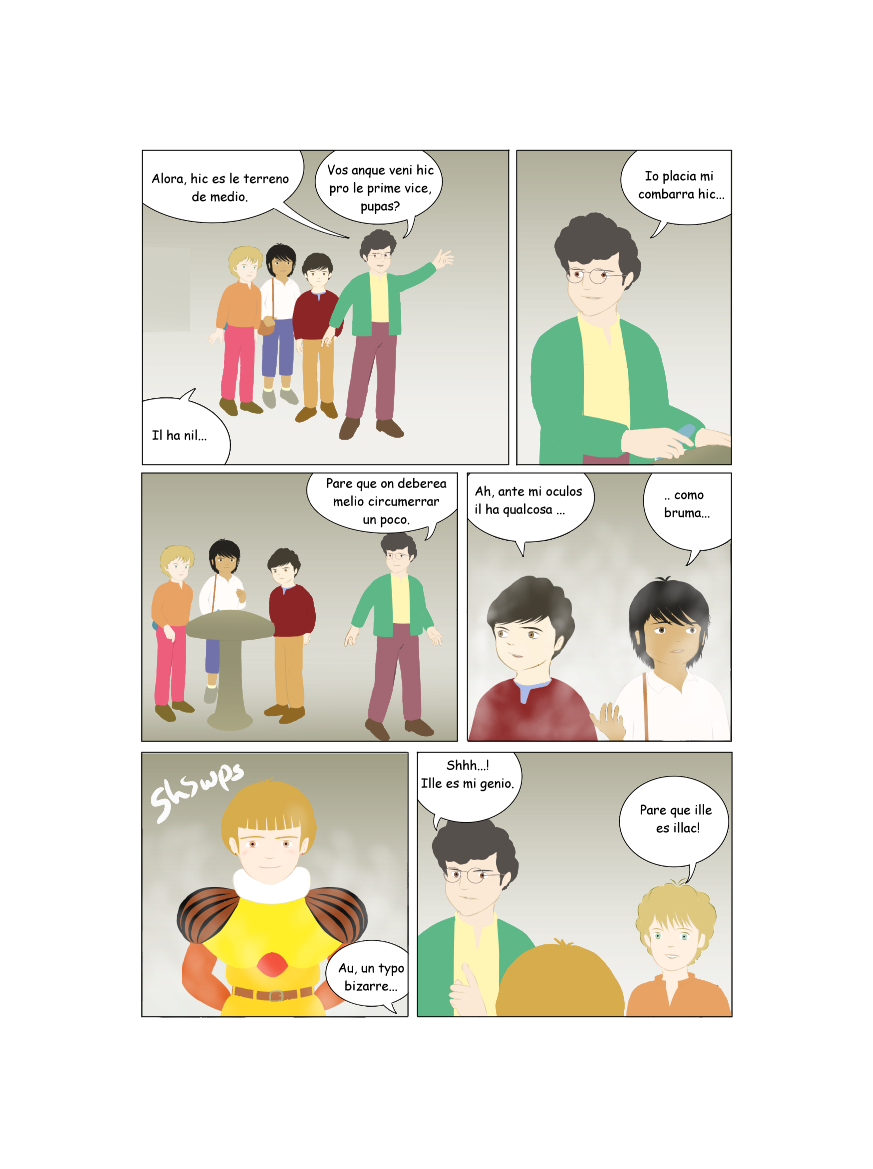 Alora, hic es le terreno
de medio.
Vos anque veni hic
pro le prime vice,
pupas?
Il ha nil...
Io placia mi
combarra hic...
Pare que on deberea
melio circumerrar
un poco.
Ah, ante mi oculos
il ha qualcosa ...
.. como
bruma...
Shswps
Au, un typo
bizarre...
Shhh...!
Ille es mi genio.
Pare que ille
es illac!